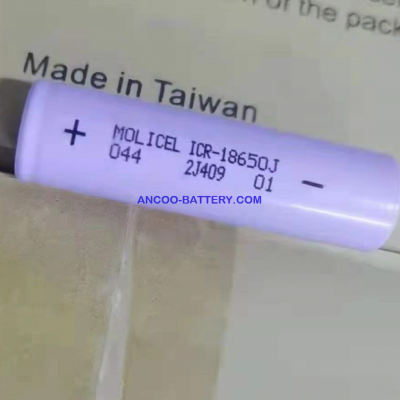 of the pack
Made in Taiwan
+ MOLICEL ICR-18650J -
044 2J409 01
ANCOO-BATTERY.COM